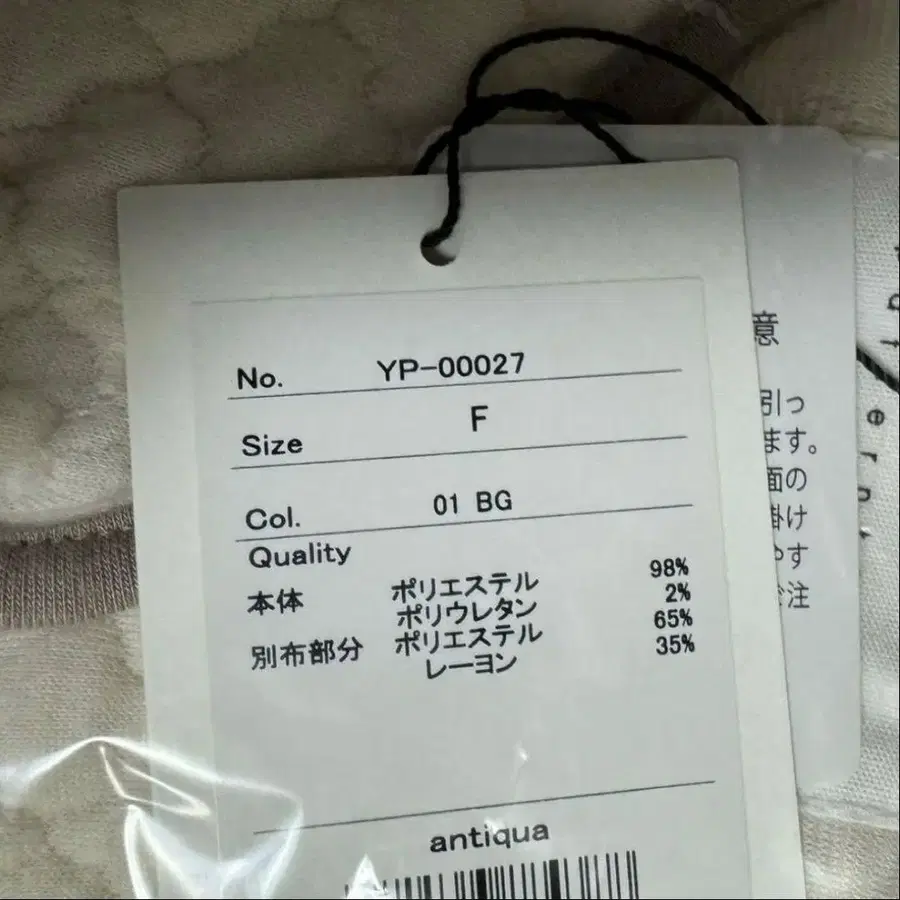 No. YP-00027
Size F
Col. 01 BG
Quality
本体 ポリエステル 98%
ポリウレタン 2%
別布部分 ポリエステル 65%
レーヨン 35%
antiqua
意
引っ
ます。
面の
掛け
やす
ご注